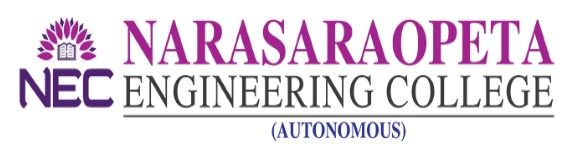 NEC
NARASARAOPETA
ENGINEERING COLLEGE
(AUTONOMOUS)